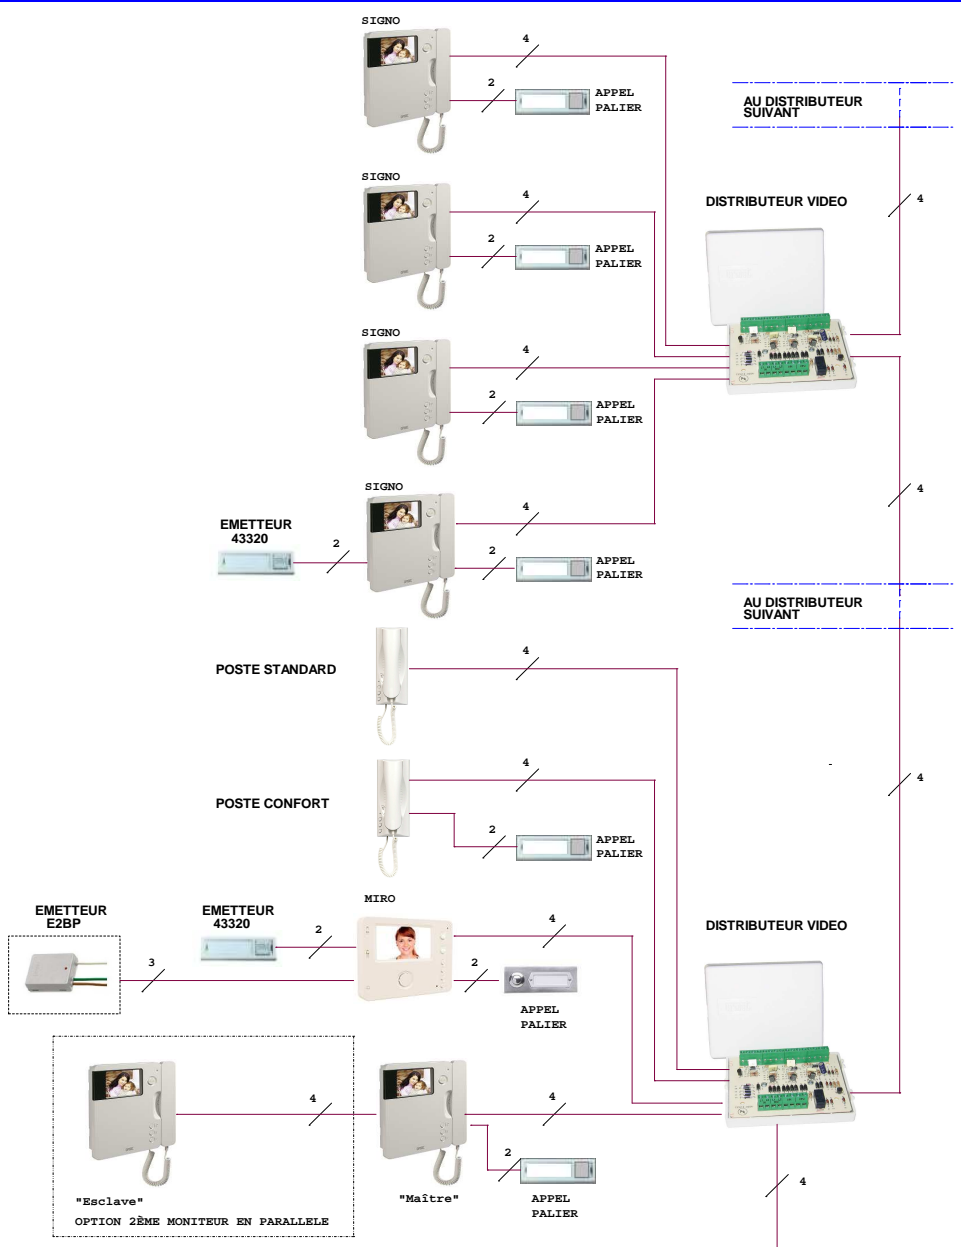 SIGNO
4
2
APPEL
PALIER
AU DISTRIBUTEUR
SUIVANT
SIGNO
4
4
DISTRIBUTEUR VIDEO
2
APPEL
PALIER
SIGNO
4
2
APPEL
PALIER
SIGNO
4
4
EMETTEUR
43320
2
2
APPEL
PALIER
AU DISTRIBUTEUR
SUIVANT
4
POSTE STANDARD
4
-
4
POSTE CONFORT
2
APPEL
PALIER
MIRO
EMETTEUR
E2BP
EMETTEUR
43320
2
4
DISTRIBUTEUR VIDEO
3
2
APPEL
PALIER
4
4
2
4
"Esclave"
"Maître"
APPEL
PALIER
OPTION 2ÈME MONITEUR EN PARALLELE